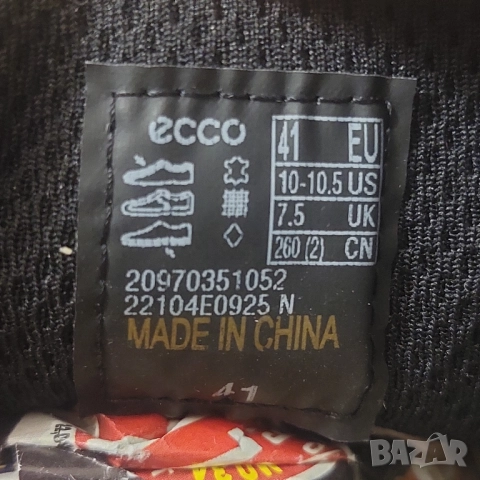 ecco
41 EU
10-10.5 US
7.5 UK
260 (2) CN
20970351052
22104E0925 N
MADE IN CHINA
41
BAZAR